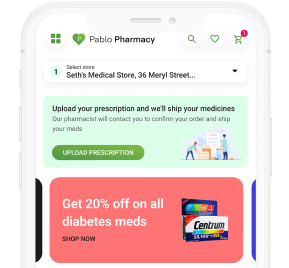 Pablo Pharmacy
1
1
Select store
Seth's Medical Store, 36 Meryl Street...
Upload your prescription and we'll ship your medicines
Our pharmacist will contact you to confirm your order and ship
your meds
UPLOAD PRESCRIPTION
Get 20% off on all
diabetes meds
SHOP NOW
Centrum
SILVER